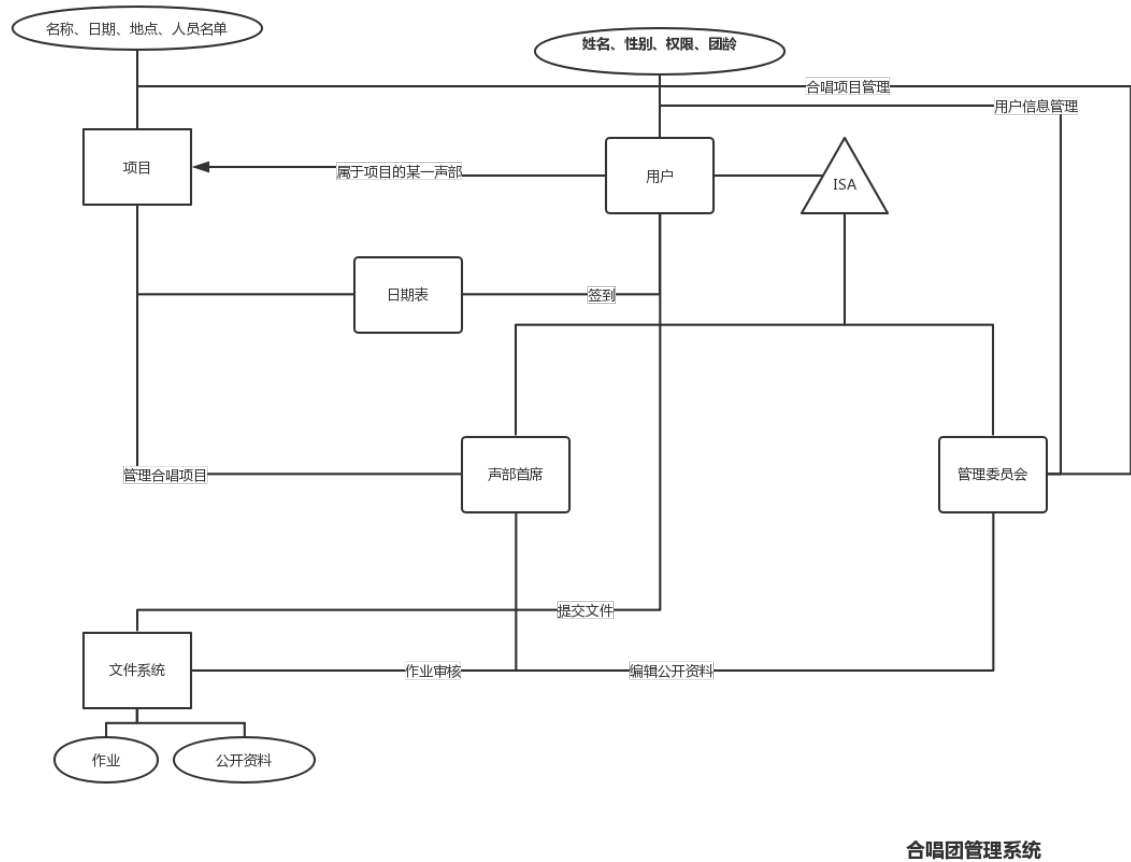 名称、日期、地点、人员名单
姓名、性别、权限、团龄
合唱项目管理
用户信息管理
项目
属于项目的某一声部
用户
ISA
日期表
签到
管理合唱项目
声部首席
管理委员会
提交文件
文件系统
作业审核
编辑公开资料
作业
公开资料
合唱团管理系统